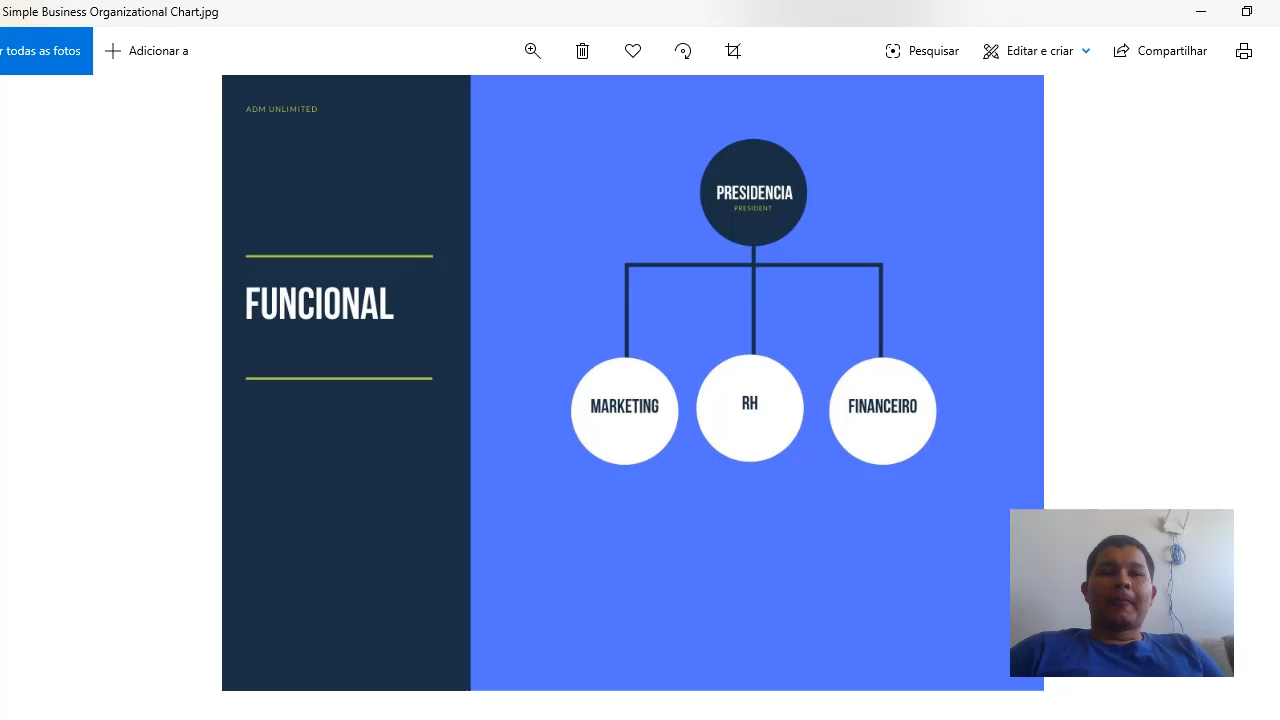 Simple Business Organizational Chart.jpg
r todas as fotos
Adicionar a
Pesquisar
Editar e criar
Compartilhar
ADM UNLIMITED
FUNCIONAL
PRESIDENCIA
PRESIDENT
MARKETING
RH
FINANCEIRO